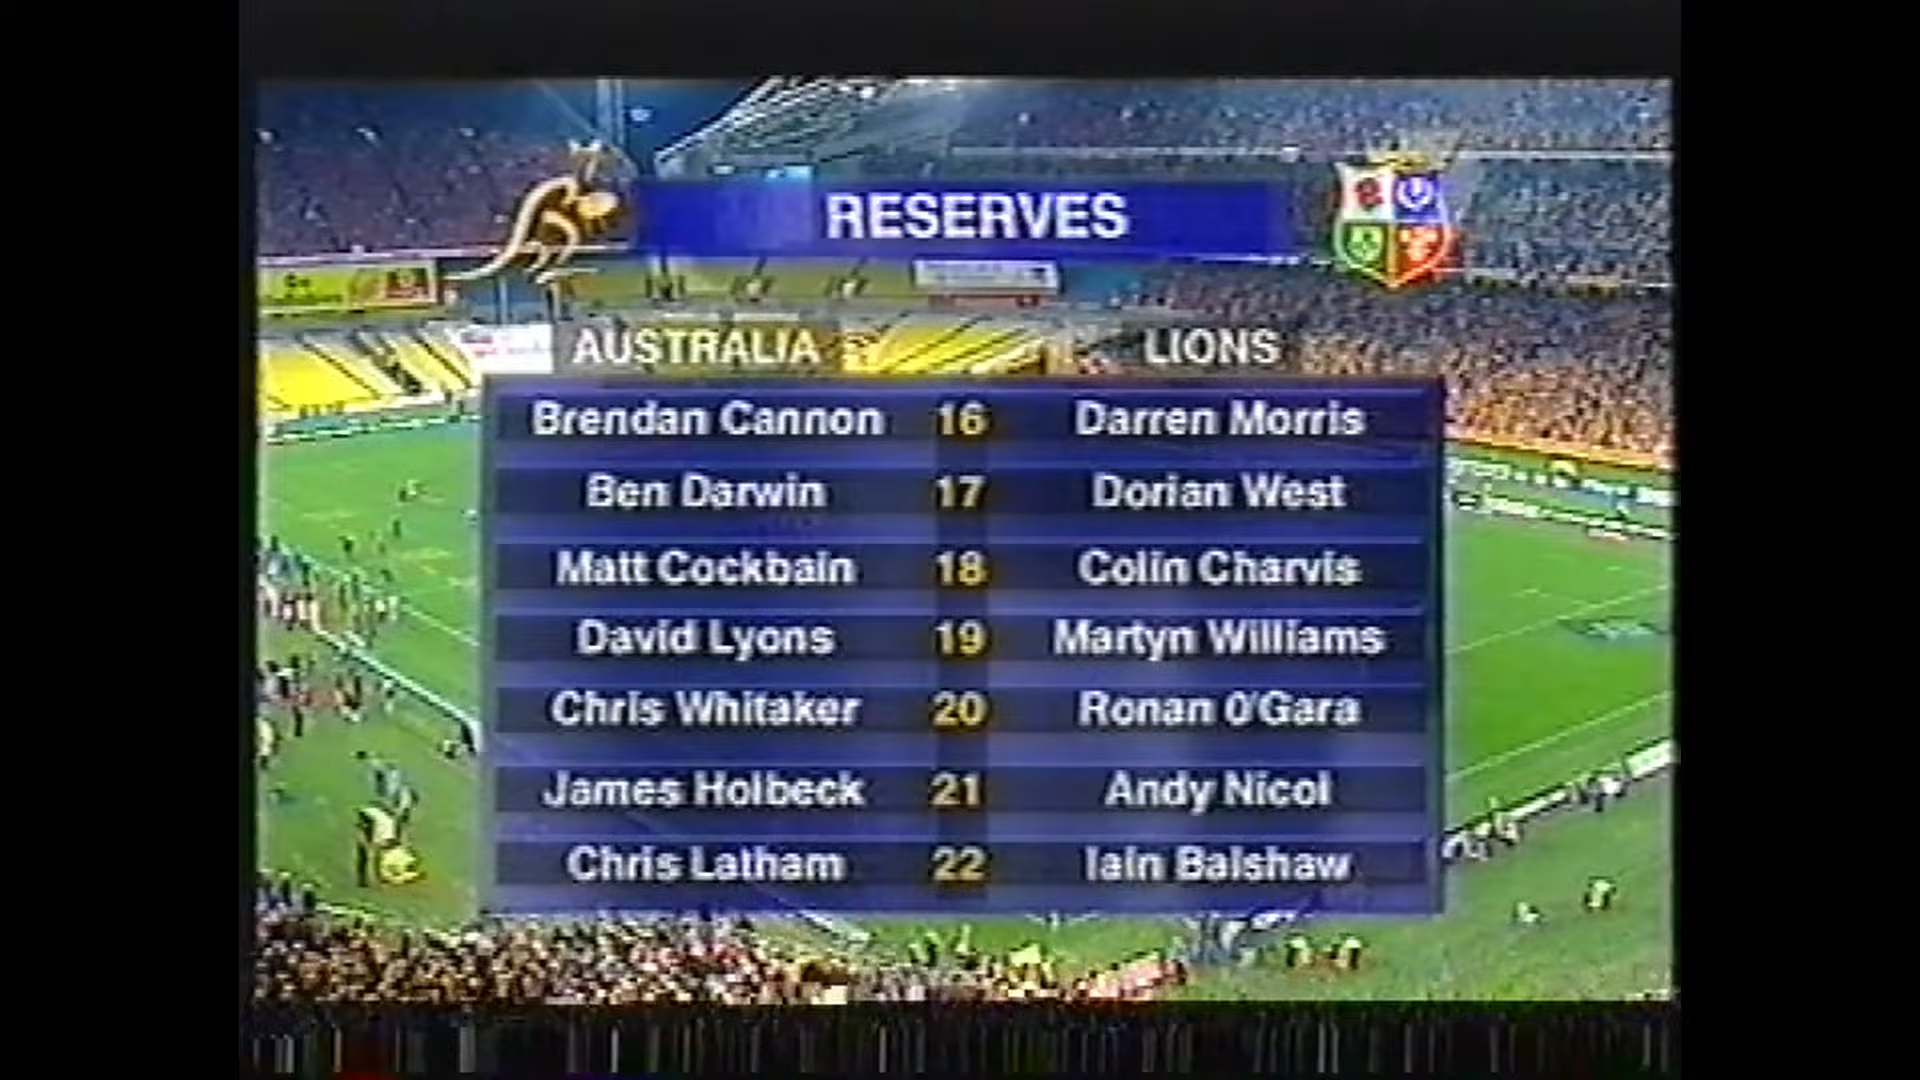 RESERVES
AUSTRALIA LIONS
Brendan Cannon 16 Darren Morris
Ben Darwin 17 Dorian West
Matt Cockbain 18 Colin Charvis
David Lyons 19 Martyn Williams
Chris Whitaker 20 Ronan O'Gara
James Holbeck 21 Andy Nicol
Chris Latham 22 Iain Balshaw